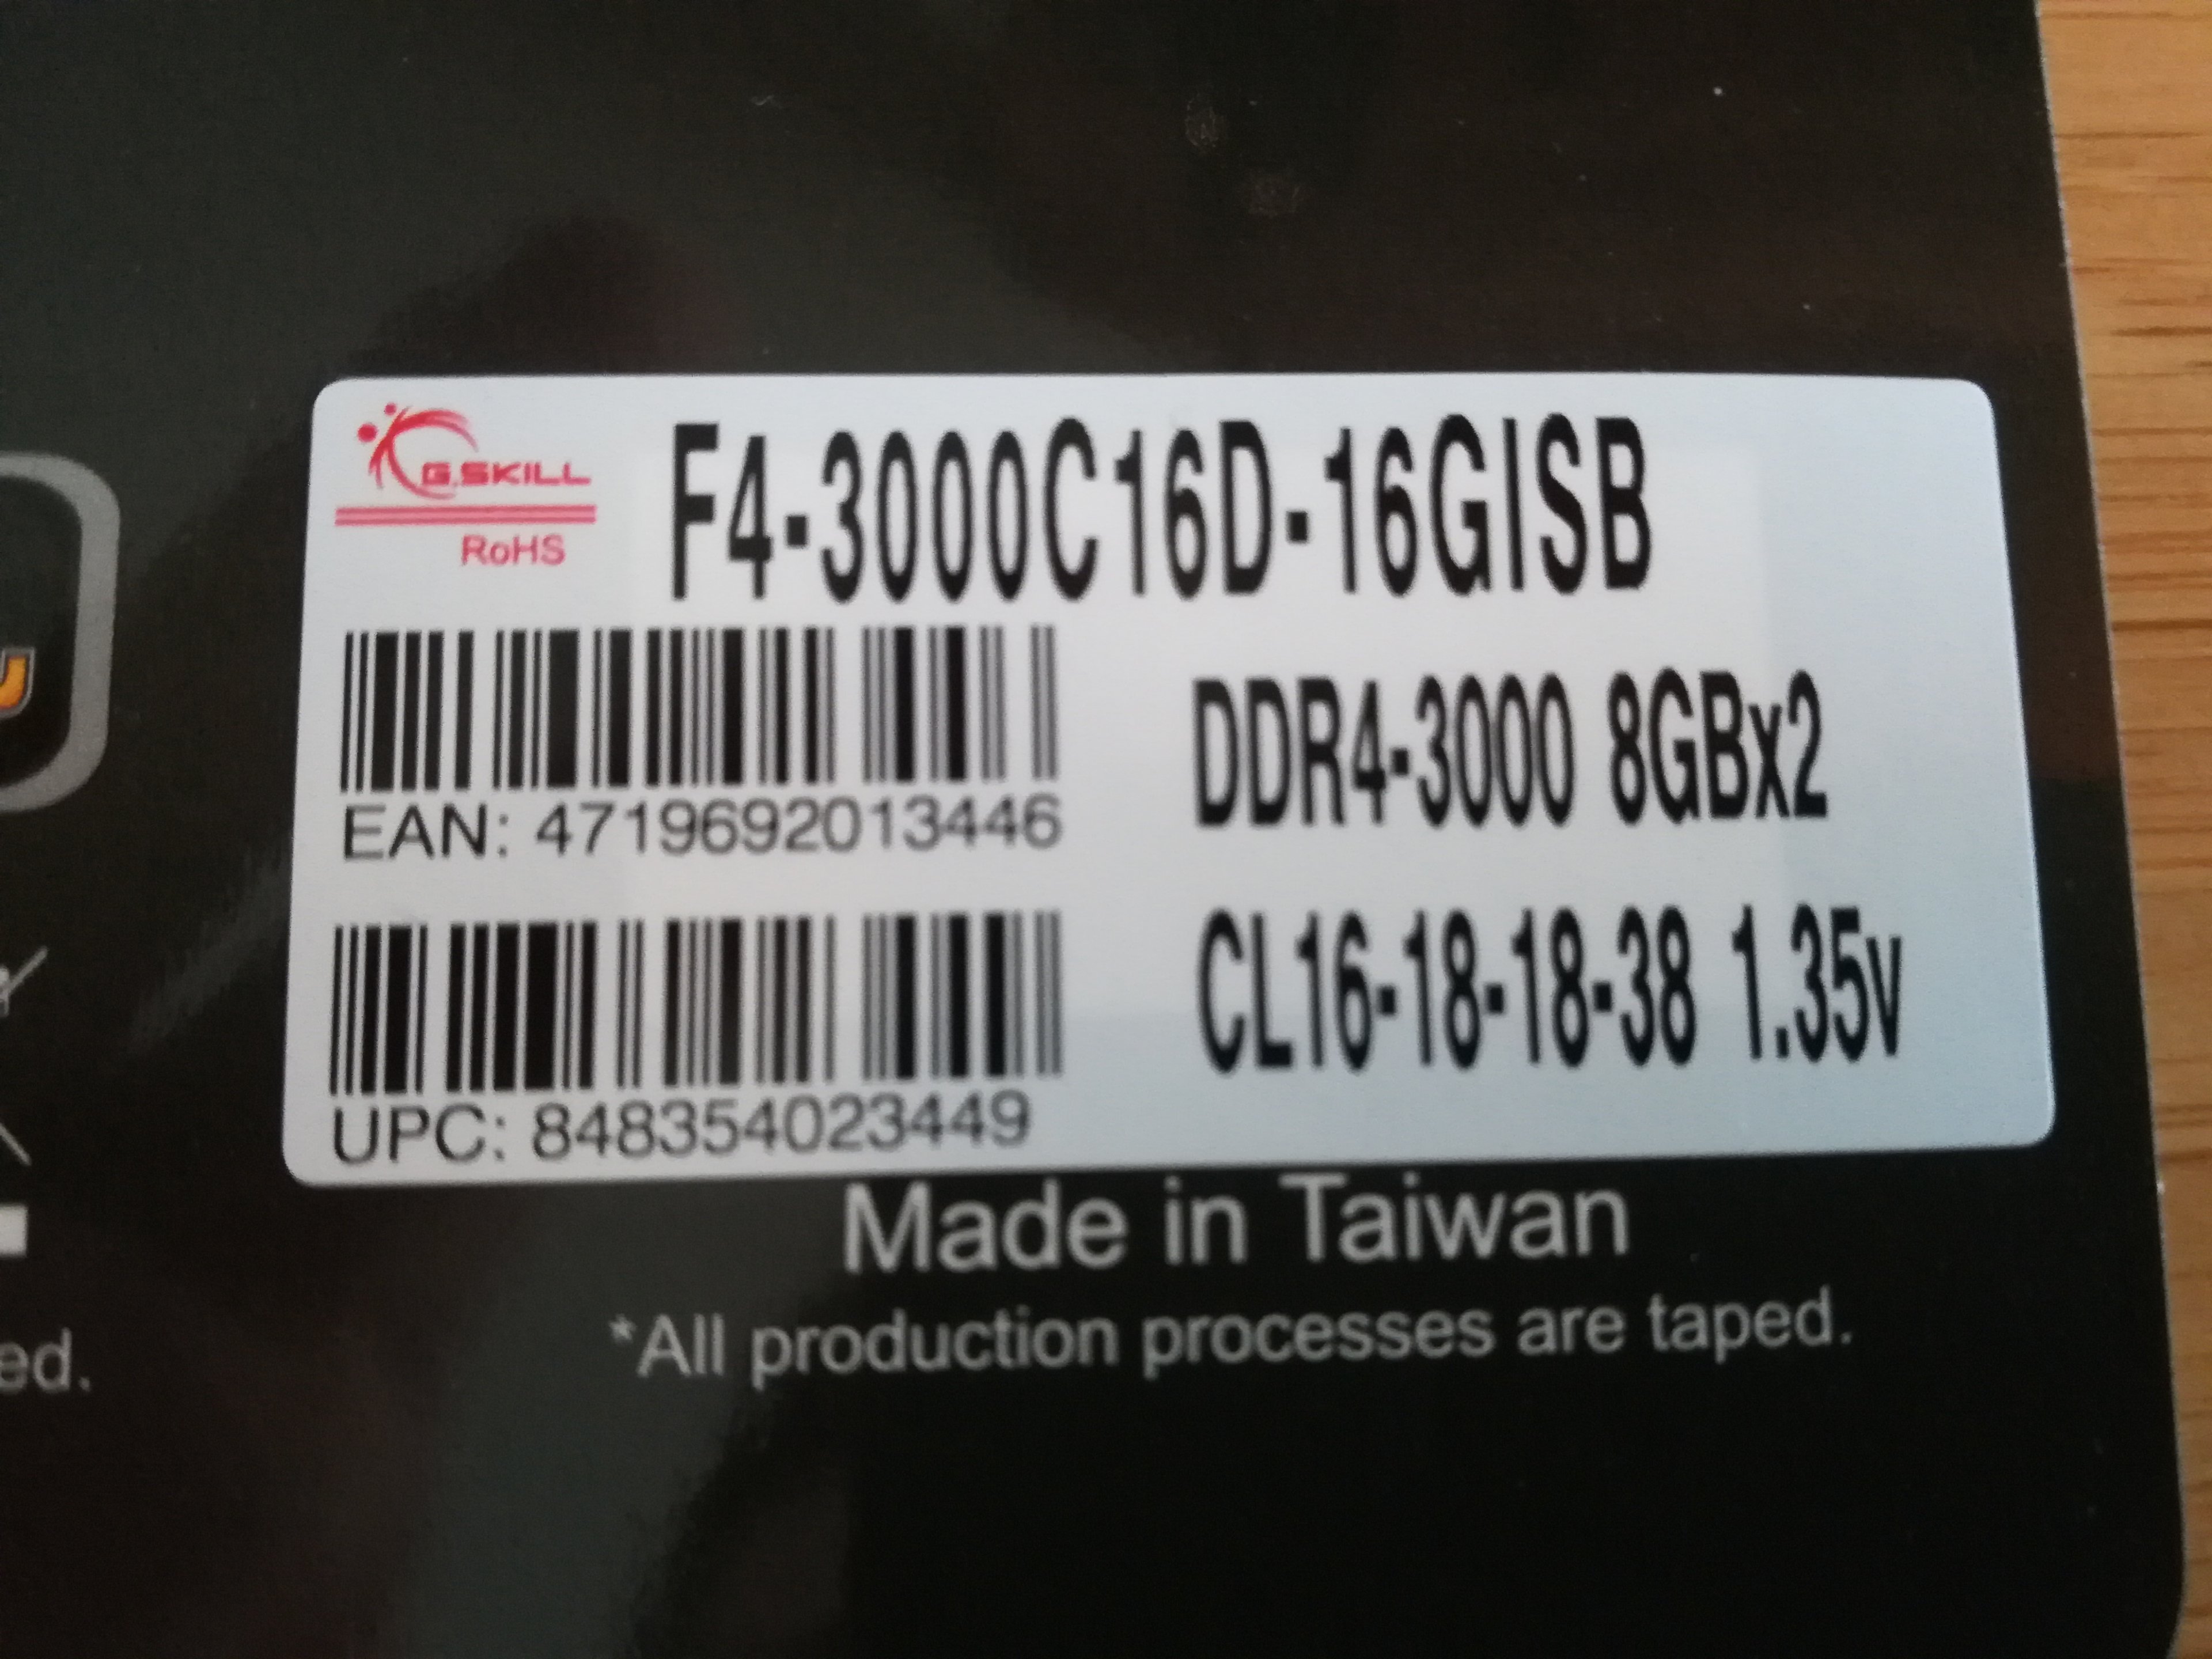 G.SKILL
RoHS
F4-3000C16D-16GISB
EAN: 4719692013446
DDR4-3000 8GBx2
CL16-18-18-38 1.35v
UPC: 848354023449
Made in Taiwan
*All production processes are taped.
ed.